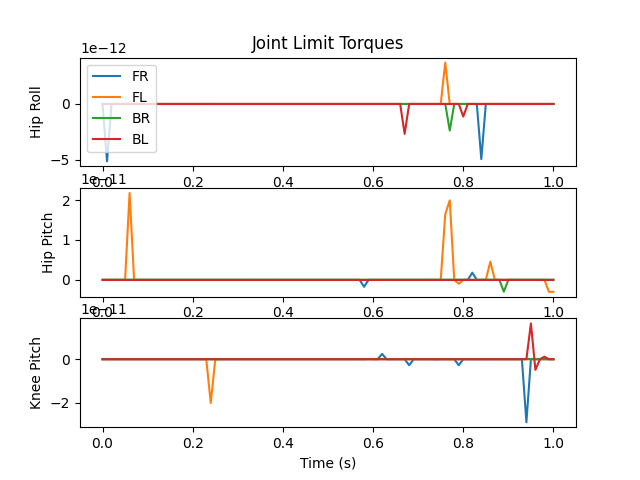 Joint Limit Torques
1e−12
Hip Roll
0
−5
FR
FL
BR
BL
0.0 0.2 0.4 0.6 0.8 1.0
1e−11
Hip Pitch
2
1
0
0.0 0.2 0.4 0.6 0.8 1.0
1e−11
Knee Pitch
0
−2
0.0 0.2 0.4 0.6 0.8 1.0
Time (s)